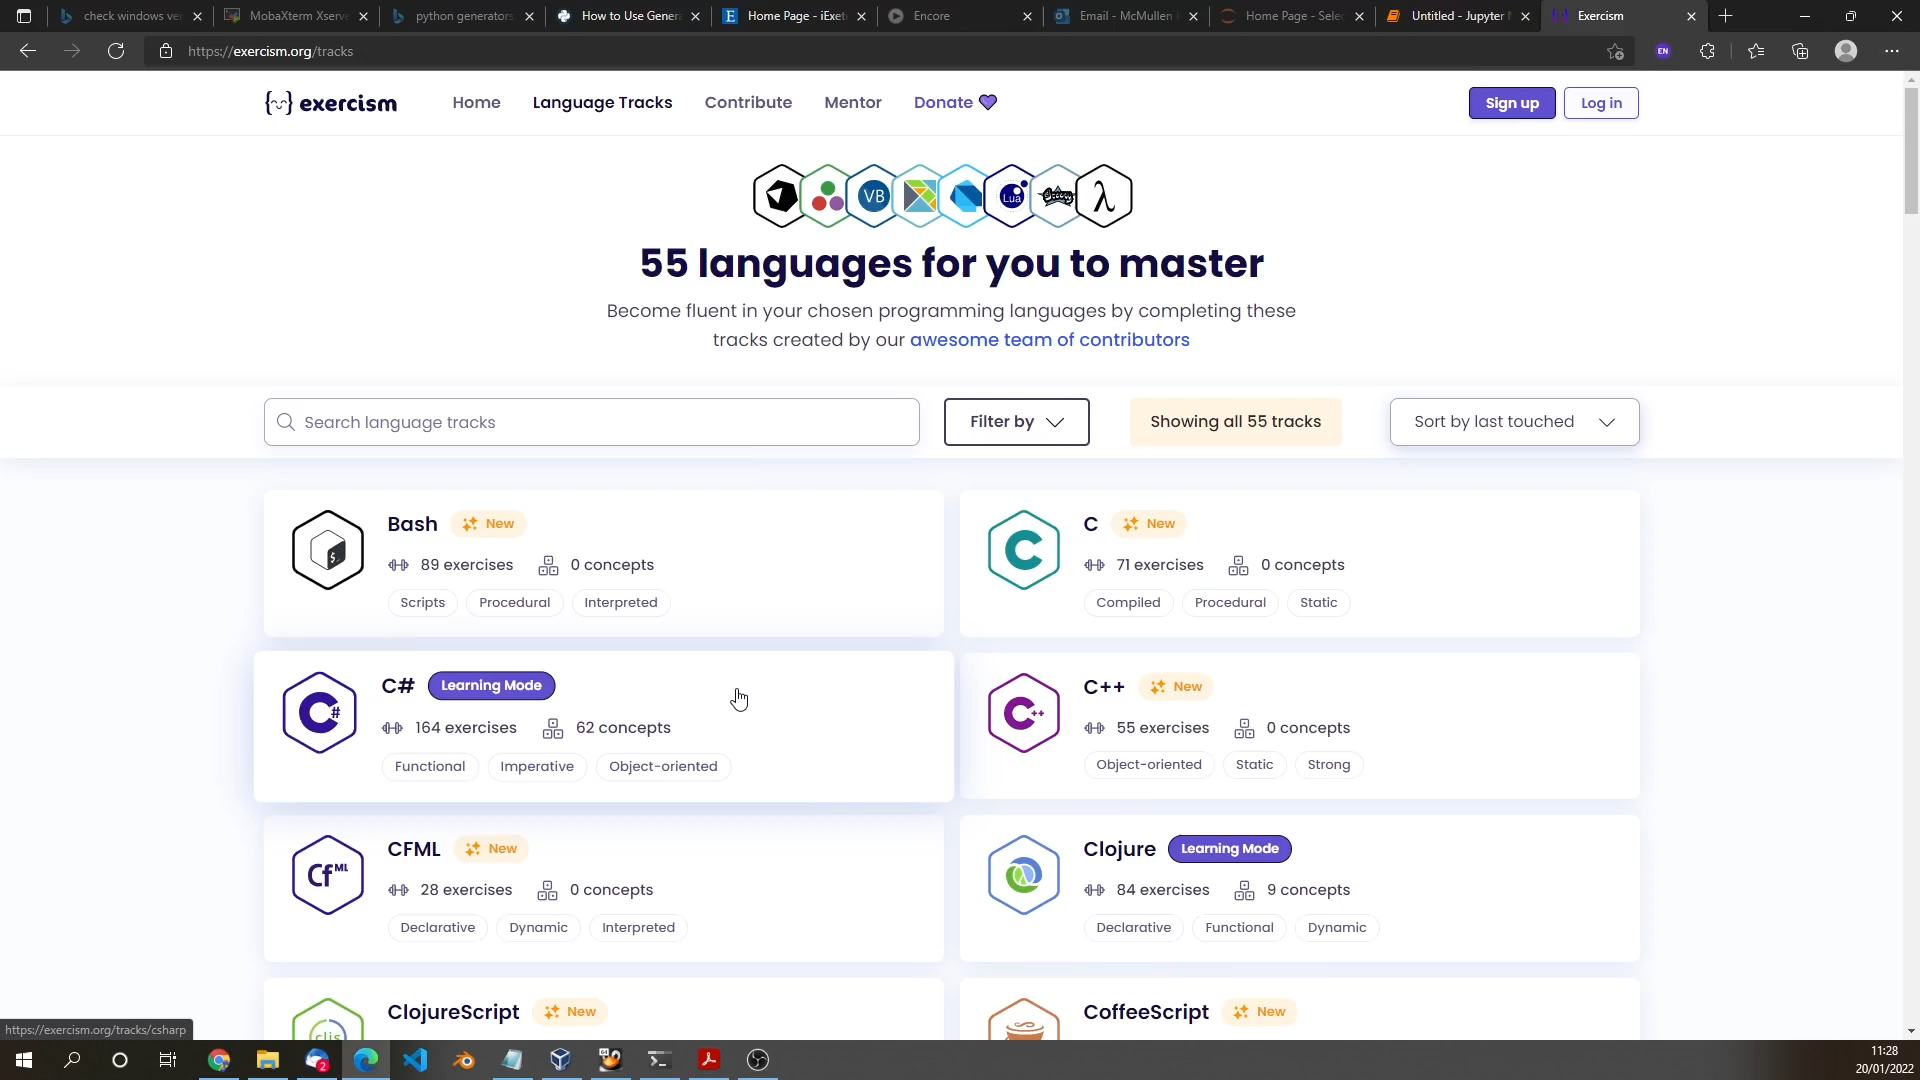 check windows ver
MobaXterm Xserve
python generators
How to Use Genera
Home Page - iExet
Encore
Email - McMullen
Home Page - Selec
Untitled - Jupyter
Exercism
https://exercism.org/tracks
EN
exercism
Home
Language Tracks
Contribute
Mentor
Donate
Sign up
Log in
VB
Lua
55 languages for you to master
Become fluent in your chosen programming languages by completing these
tracks created by our awesome team of contributors
Search language tracks
Filter by
Showing all 55 tracks
Sort by last touched
Bash New
89 exercises 0 concepts
Scripts Procedural Interpreted
C New
71 exercises 0 concepts
Compiled Procedural Static
C# Learning Mode
164 exercises 62 concepts
Functional Imperative Object-oriented
C++ New
55 exercises 0 concepts
Object-oriented Static Strong
CFML New
28 exercises 0 concepts
Declarative Dynamic Interpreted
Clojure Learning Mode
84 exercises 9 concepts
Declarative Functional Dynamic
ClojureScript New
CoffeeScript New
https://exercism.org/tracks/csharp
11:28
20/01/2022